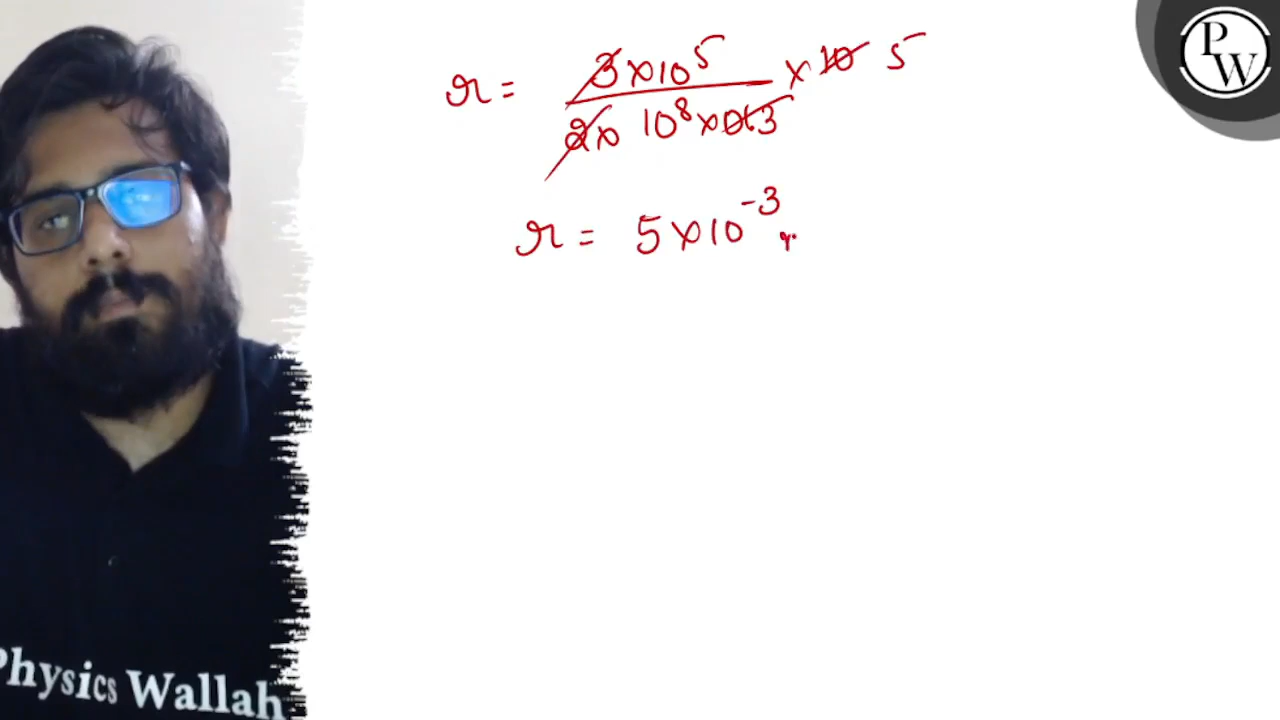 PW
r = 3×10^5 / 2× 10^8 ×0.3 × 10 5
r = 5×10^-3
Physics Wallah